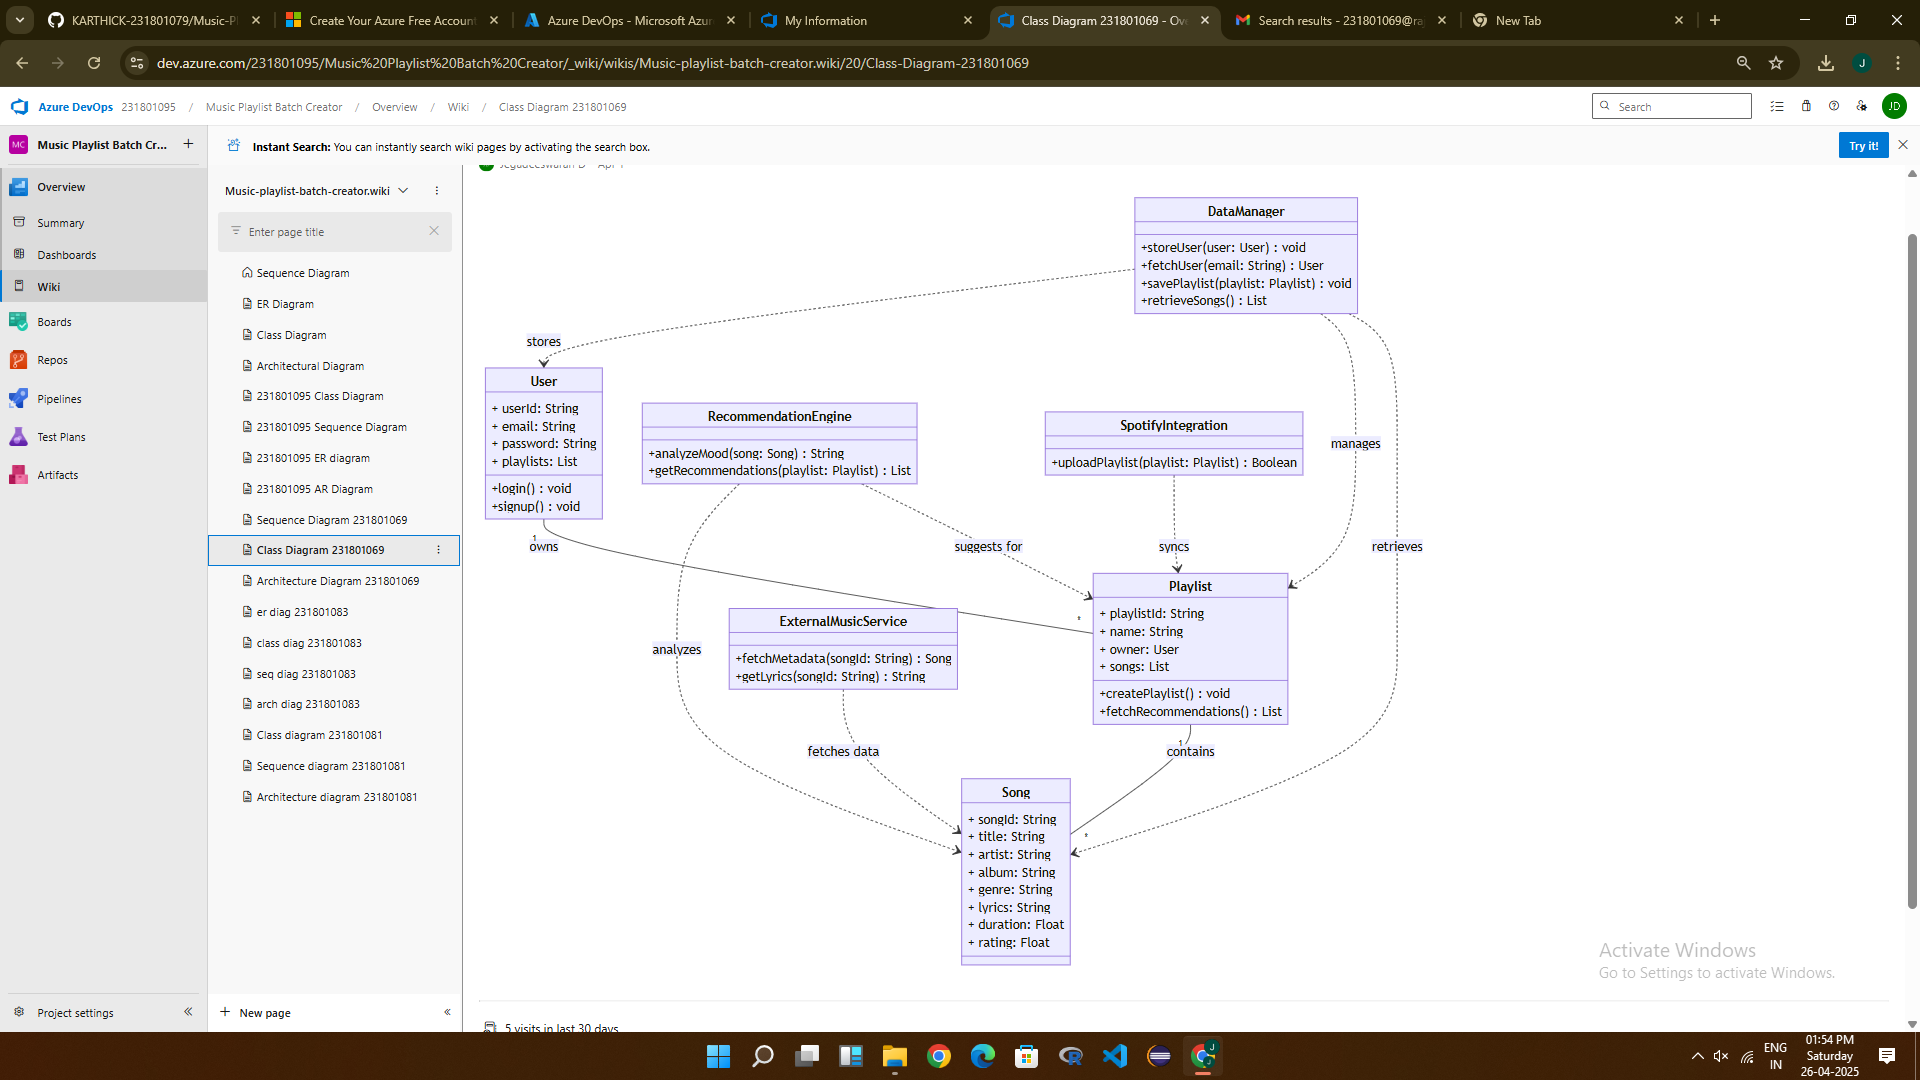 KARTHICK-231801079/Music-Pl
Create Your Azure Free Account
Azure DevOps - Microsoft Azur
My Information
Class Diagram 231801069 - Ove
Search results - 231801069@raj
New Tab
dev.azure.com/231801095/Music%20Playlist%20Batch%20Creator/_wiki/wikis/Music-playlist-batch-creator.wiki/20/Class-Diagram-231801069
J
Azure DevOps 231801095 / Music Playlist Batch Creator / Overview / Wiki / Class Diagram 231801069
Search
JD
MC Music Playlist Batch Cr... +
Instant Search: You can instantly search wiki pages by activating the search box.
Try it!
Overview
Summary
Dashboards
Wiki
Boards
Repos
Pipelines
Test Plans
Artifacts
Project settings
Music-playlist-batch-creator.wiki
Enter page title
Sequence Diagram
ER Diagram
Class Diagram
Architectural Diagram
231801095 Class Diagram
231801095 Sequence Diagram
231801095 ER diagram
231801095 AR Diagram
Sequence Diagram 231801069
Class Diagram 231801069
Architecture Diagram 231801069
er diag 231801083
class diag 231801083
seq diag 231801083
arch diag 231801083
Class diagram 231801081
Sequence diagram 231801081
Architecture diagram 231801081
+ New page
DataManager
+storeUser(user: User) : void
+fetchUser(email: String) : User
+savePlaylist(playlist: Playlist) : void
+retrieveSongs() : List
stores
User
+ userId: String
+ email: String
+ password: String
+ playlists: List
+login() : void
+signup() : void
RecommendationEngine
+analyzeMood(song: Song) : String
+getRecommendations(playlist: Playlist) : List
SpotifyIntegration
+uploadPlaylist(playlist: Playlist) : Boolean
manages
1
owns
suggests for
syncs
retrieves
Playlist
+ playlistId: String
+ name: String
+ owner: User
+ songs: List
+createPlaylist() : void
+fetchRecommendations() : List
*
ExternalMusicService
+fetchMetadata(songId: String) : Song
+getLyrics(songId: String) : String
analyzes
fetches data
1
contains
Song
+ songId: String
+ title: String
+ artist: String
+ album: String
+ genre: String
+ lyrics: String
+ duration: Float
+ rating: Float
*
Activate Windows
Go to Settings to activate Windows.
5 visits in last 30 days
ENG
IN
01:54 PM
Saturday
26-04-2025